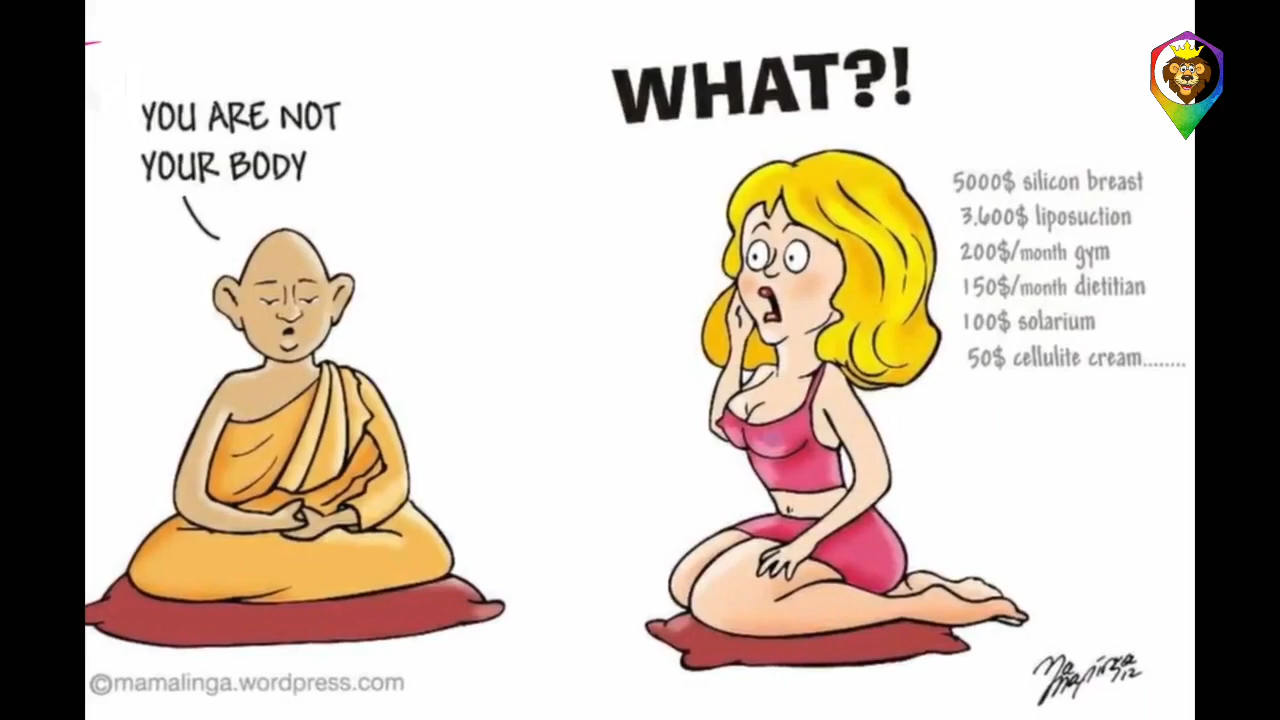 YOU ARE NOT
YOUR BODY
WHAT?!
5000$ silicon breast
3.600$ liposuction
200$/month gym
150$/month dietitian
100$ solarium
50$ cellulite cream........
©mamalinga.wordpress.com